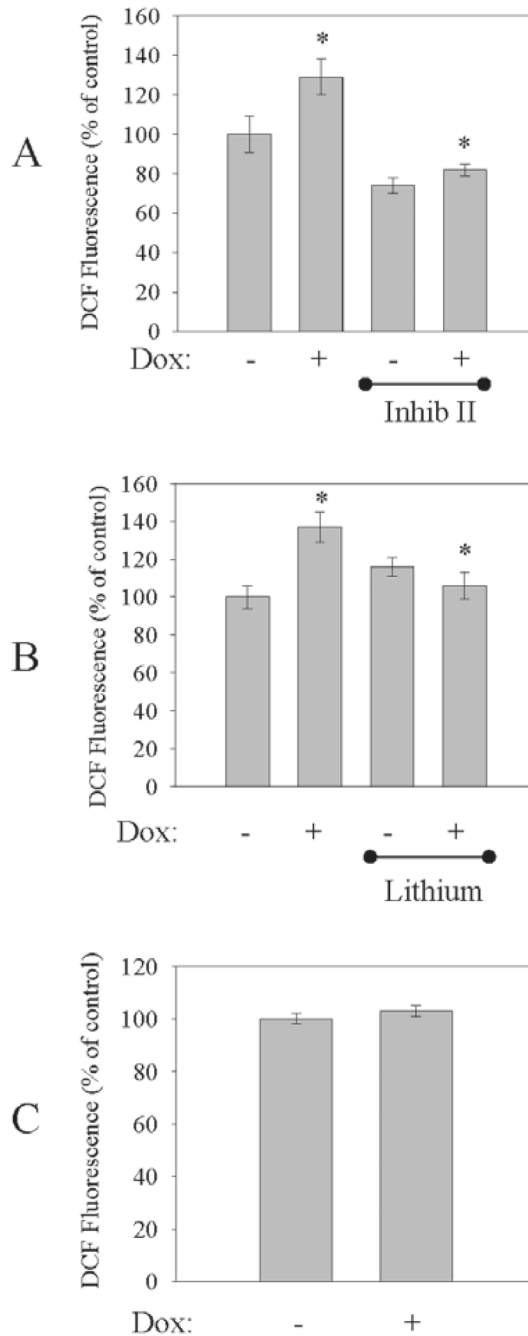 A
DCF Fluorescence (% of control)
160
140
120
100
80
60
40
20
0
*
*
Dox: - + - +
Inhib II
B
DCF Fluorescence (% of control)
160
140
120
100
80
60
40
20
0
*
*
Dox: - + - +
Lithium
C
DCF Fluorescence (% of control)
120
100
80
60
40
20
0
Dox: - +